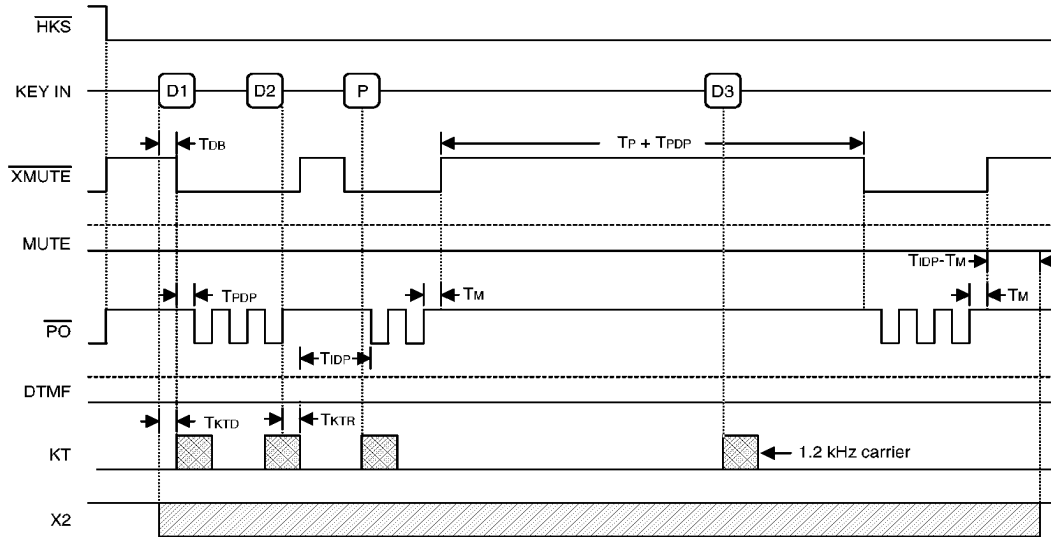 HKS
KEY IN D1 D2 P D3
TDB TP + TPDP
XMUTE
MUTE
TIDP-TM
TPDP TM TM
PO
TIDP
DTMF
TKTD TKTR
KT 1.2 kHz carrier
X2